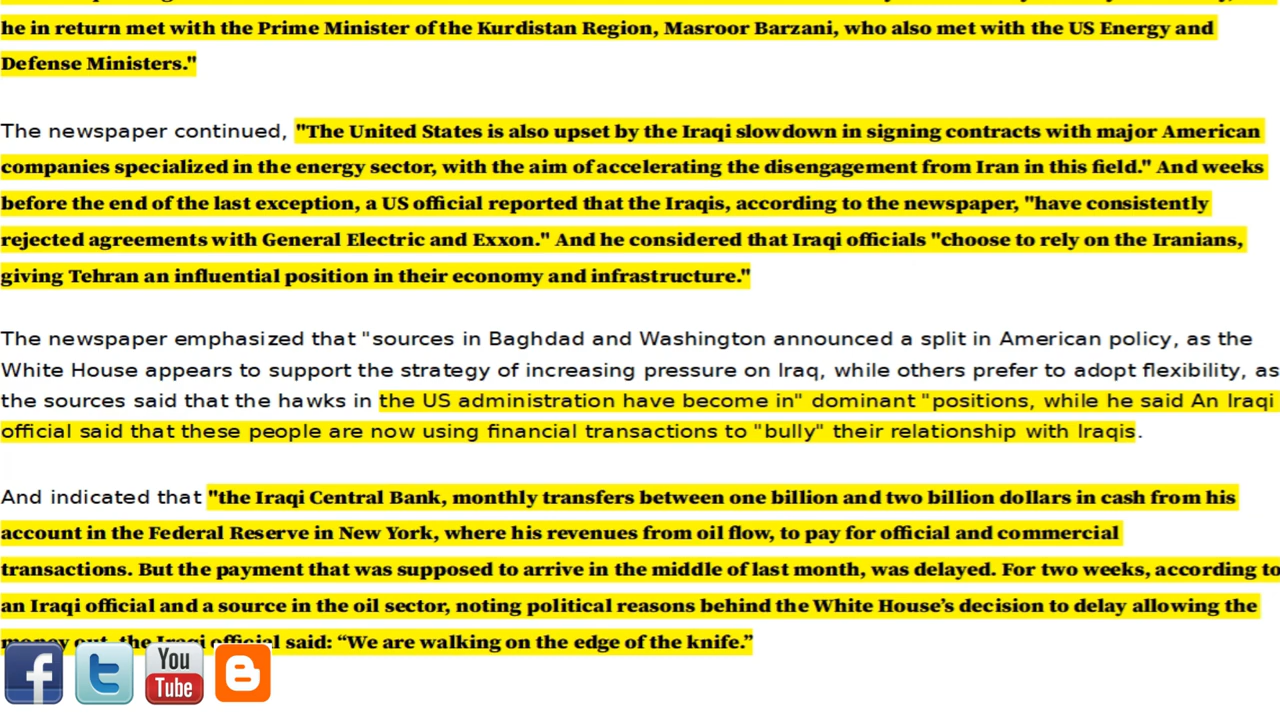 he in return met with the Prime Minister of the Kurdistan Region, Masroor Barzani, who also met with the US Energy and
Defense Ministers."
The newspaper continued, "The United States is also upset by the Iraqi slowdown in signing contracts with major American
companies specialized in the energy sector, with the aim of accelerating the disengagement from Iran in this field." And weeks
before the end of the last exception, a US official reported that the Iraqis, according to the newspaper, "have consistently
rejected agreements with General Electric and Exxon." And he considered that Iraqi officials "choose to rely on the Iranians,
giving Tehran an influential position in their economy and infrastructure."
The newspaper emphasized that "sources in Baghdad and Washington announced a split in American policy, as the
White House appears to support the strategy of increasing pressure on Iraq, while others prefer to adopt flexibility, as
the sources said that the hawks in the US administration have become in" dominant "positions, while he said An Iraqi
official said that these people are now using financial transactions to "bully" their relationship with Iraqis.
And indicated that "the Iraqi Central Bank, monthly transfers between one billion and two billion dollars in cash from his
account in the Federal Reserve in New York, where his revenues from oil flow, to pay for official and commercial
transactions. But the payment that was supposed to arrive in the middle of last month, was delayed. For two weeks, according to
an Iraqi official and a source in the oil sector, noting political reasons behind the White House's decision to delay allowing the
money out, the Iraqi official said: “We are walking on the edge of the knife.”
You
Tube